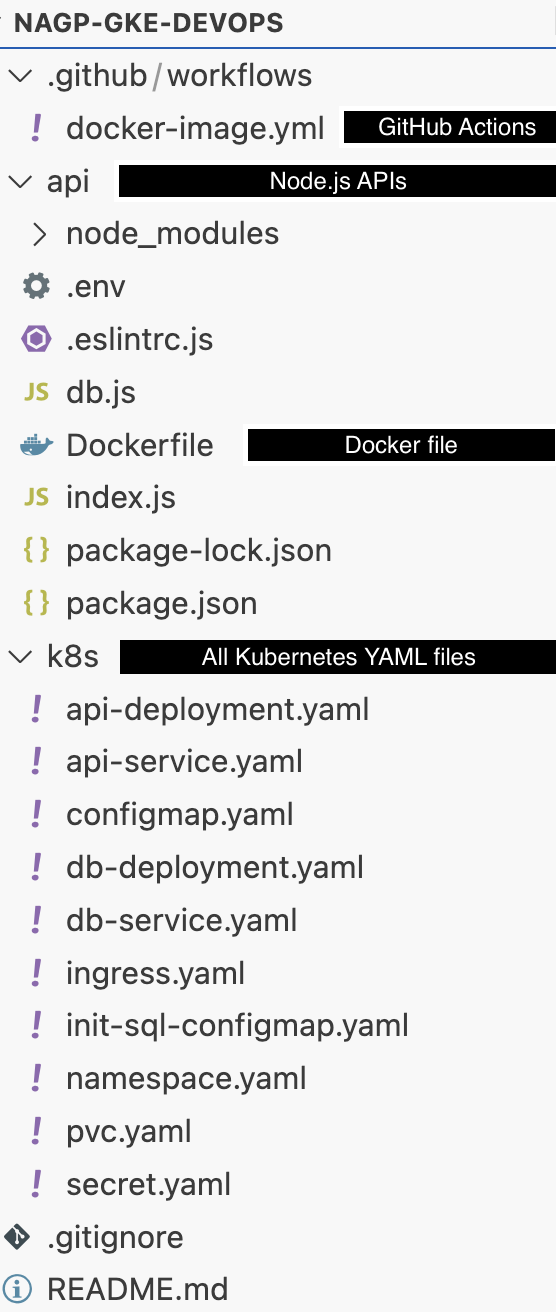 NAGP-GKE-DEVOPS
.github/workflows
docker-image.yml GitHub Actions
api Node.js APIs
node_modules
.env
.eslintrc.js
JS db.js
Dockerfile Docker file
JS index.js
{} package-lock.json
{} package.json
k8s All Kubernetes YAML files
! api-deployment.yaml
! api-service.yaml
! configmap.yaml
! db-deployment.yaml
! db-service.yaml
! ingress.yaml
! init-sql-configmap.yaml
! namespace.yaml
! pvc.yaml
! secret.yaml
.gitignore
README.md